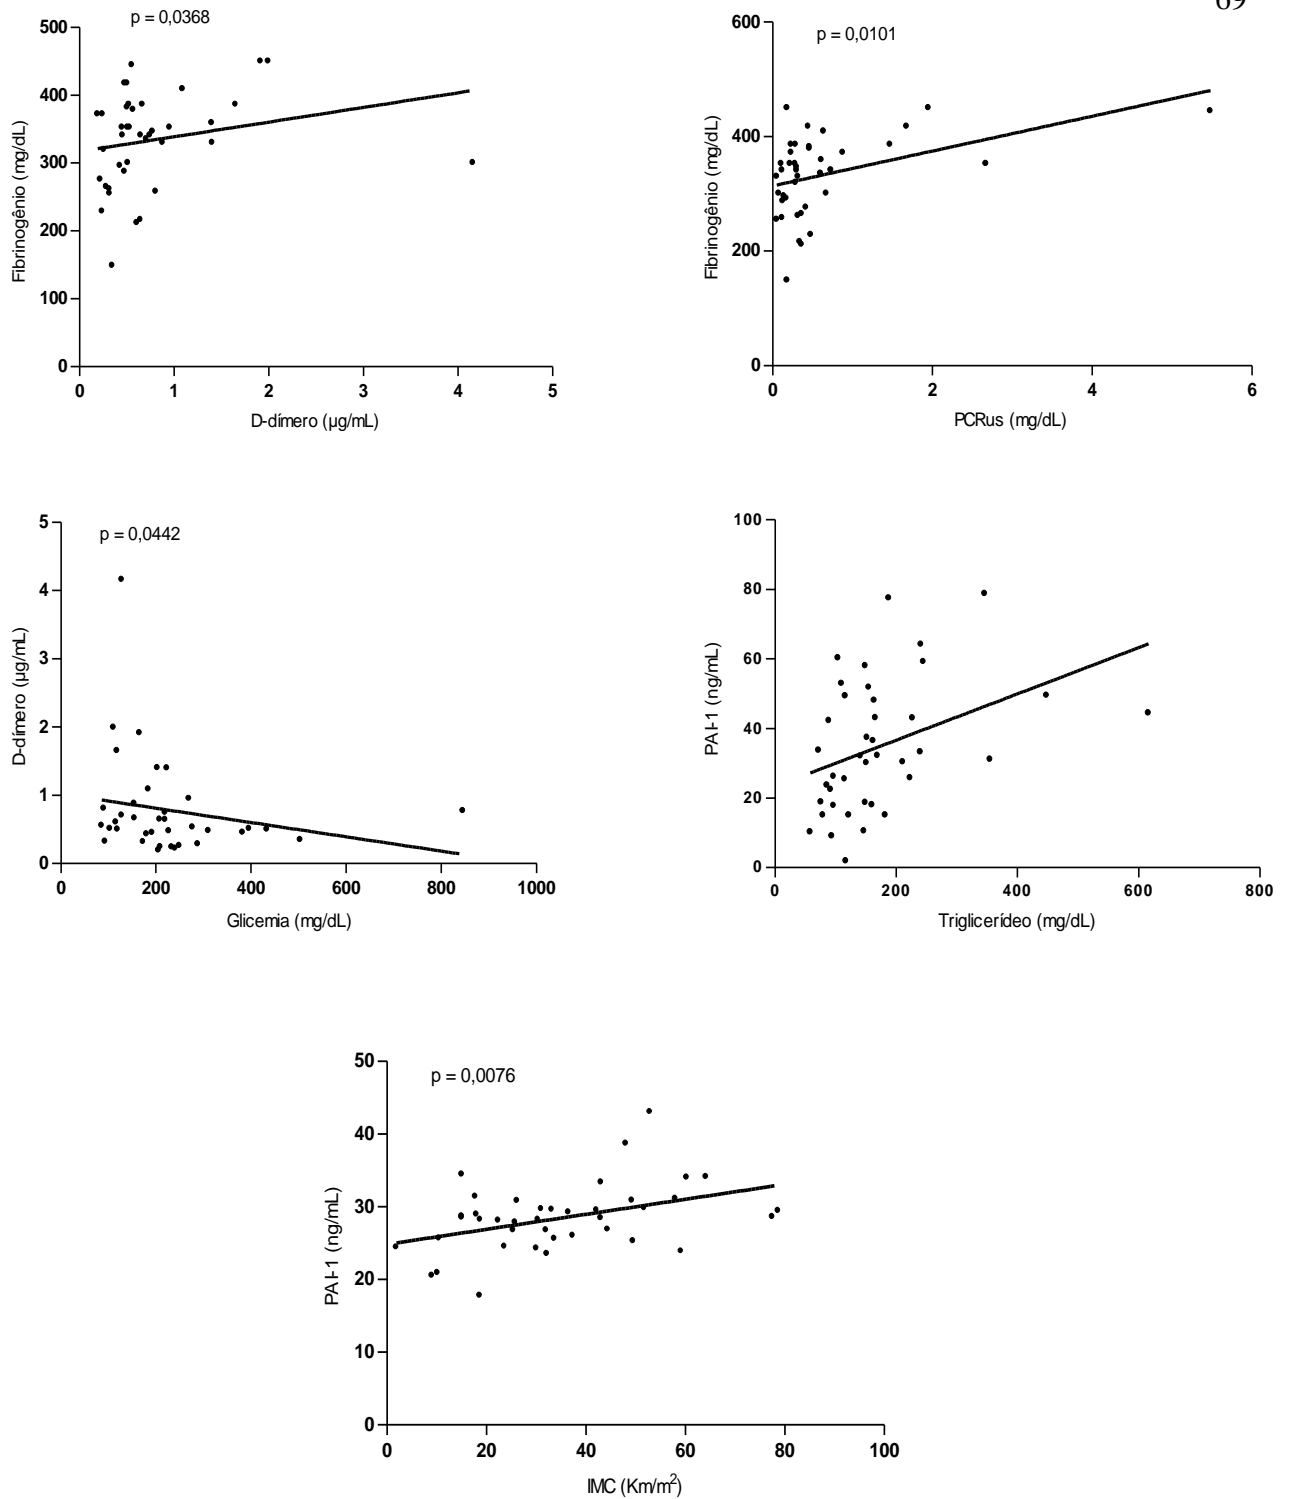 69
p = 0,0368
500
400
300
200
100
0
0 1 2 3 4 5
Fibrinogênio (mg/dL)
D-dímero (µg/mL)
p = 0,0101
600
400
200
0
0 2 4 6
Fibrinogênio (mg/dL)
PCRus (mg/dL)
p = 0,0442
5
4
3
2
1
0
0 200 400 600 800 1000
D-dímero (µg/mL)
Glicemia (mg/dL)
100
80
60
40
20
0
0 200 400 600 800
PAI-1 (ng/mL)
Triglicerídeo (mg/dL)
p = 0,0076
50
40
30
20
10
0
0 20 40 60 80 100
PAI-1 (ng/mL)
IMC (Km/m²)